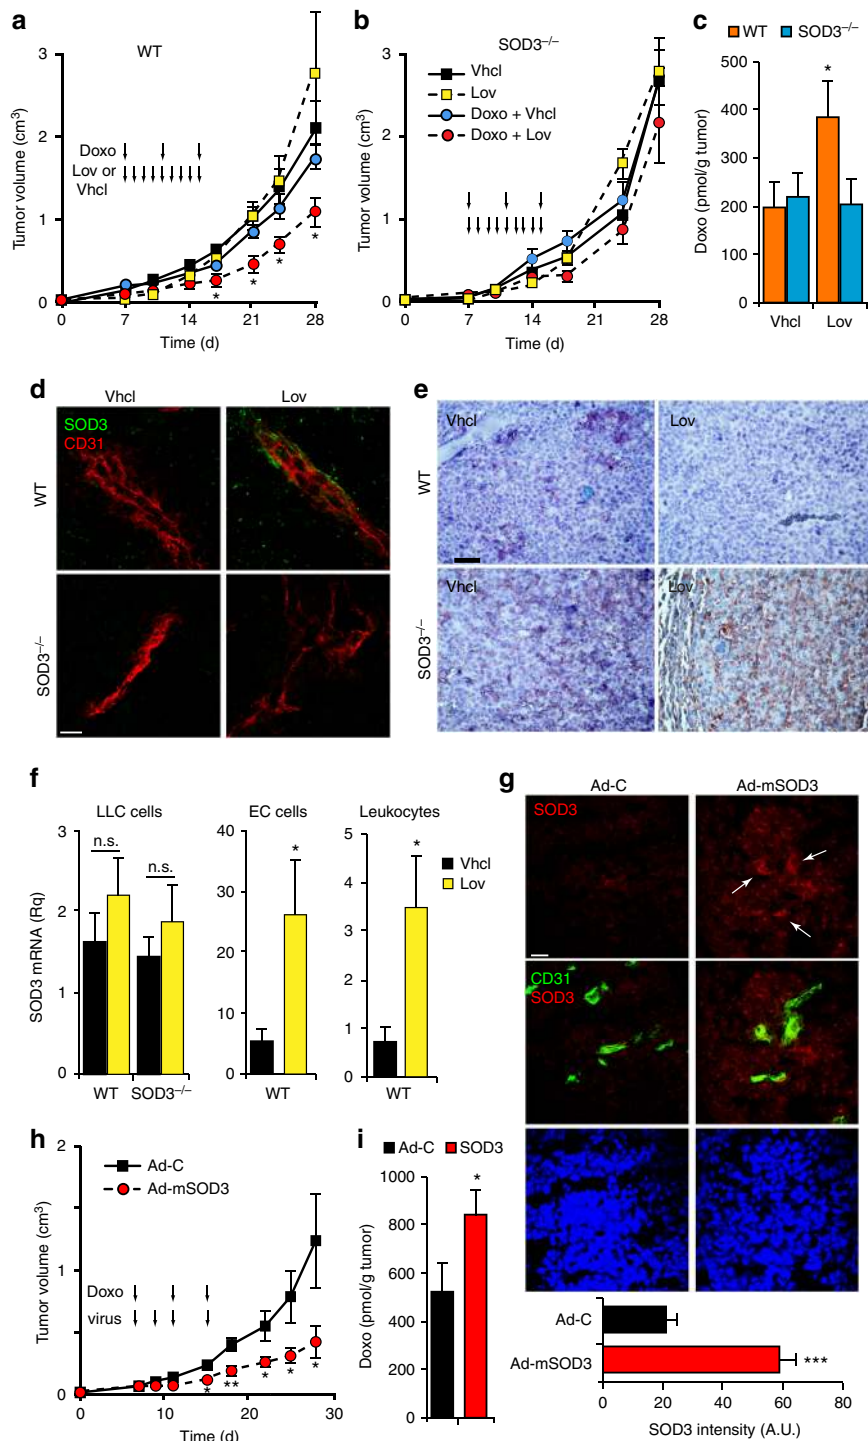 a
WT
Tumor volume (cm³)
3
2
1
0
Doxo
Lov or
Vhcl
*
*
*
*
0
7
14
21
28
Time (d)
b
SOD3⁻/⁻
Tumor volume (cm³)
3
2
1
0
Vhcl
Lov
Doxo + Vhcl
Doxo + Lov
0
7
14
21
28
Time (d)
c
WT
SOD3⁻/⁻
*
Doxo (pmol/g tumor)
500
400
300
200
100
0
Vhcl
Lov
d
Vhcl
Lov
SOD3
CD31
WT
SOD3⁻/⁻
e
Vhcl
Lov
WT
Vhcl
Lov
SOD3⁻/⁻
f
LLC cells
SOD3 mRNA (Rq)
3
2
1
0
n.s.
n.s.
WT
SOD3⁻/⁻
EC cells
40
30
20
10
0
*
WT
Leukocytes
5
4
3
2
1
0
*
WT
Vhcl
Lov
g
Ad-C
Ad-mSOD3
SOD3
CD31
SOD3
Ad-C
Ad-mSOD3
***
0
20
40
60
80
SOD3 intensity (A.U.)
h
Tumor volume (cm³)
2
1
0
Ad-C
Ad-mSOD3
Doxo
virus
*
**
*
*
*
0
10
20
30
Time (d)
i
Ad-C
SOD3
Doxo (pmol/g tumor)
1000
800
600
400
200
0
*